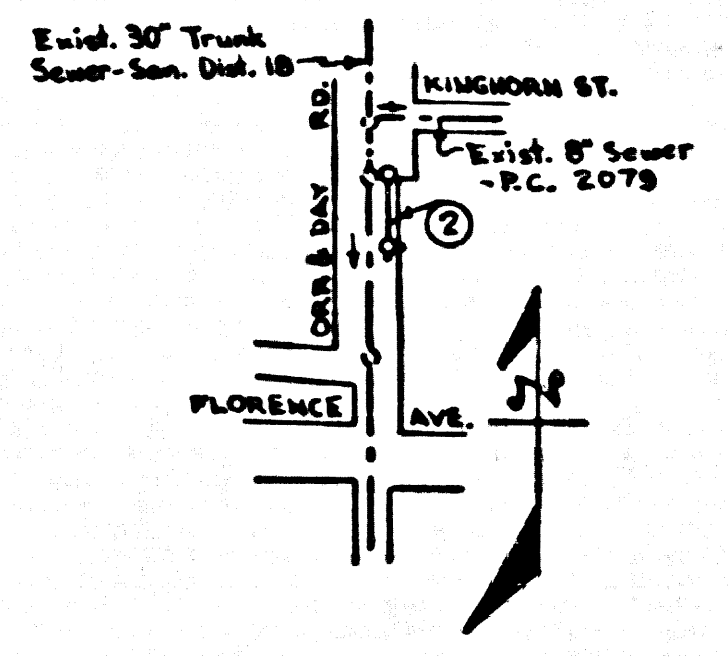 Exist. 30" Trunk
Sewer-San. Dist. 18
KINGHORN ST.
Exist. 8" Sewer
-P.C. 2079
ORR & DAY RD.
2
FLORENCE AVE.
N